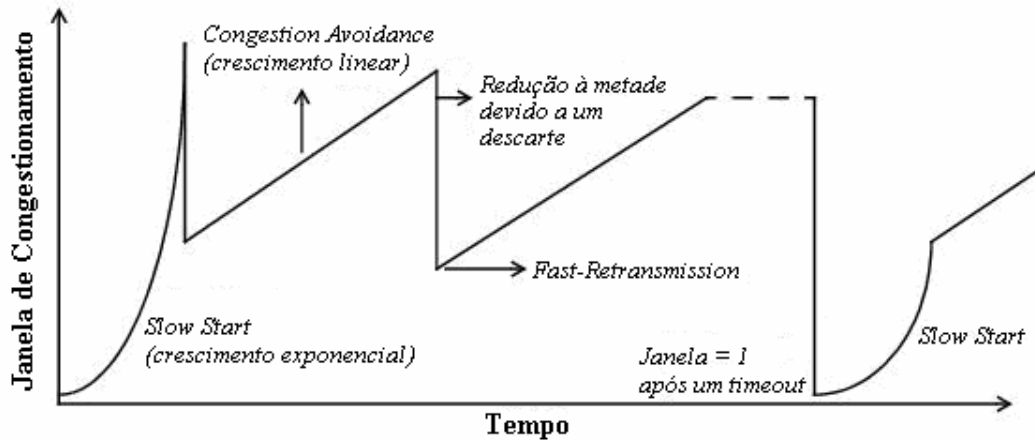 Congestion Avoidance
(crescimento linear)
Redução à metade
devido a um
descarte
Fast-Retransmission
Slow Start
(crescimento exponencial)
Janela = 1
após um timeout
Slow Start
Janela de Congestionamento
Tempo